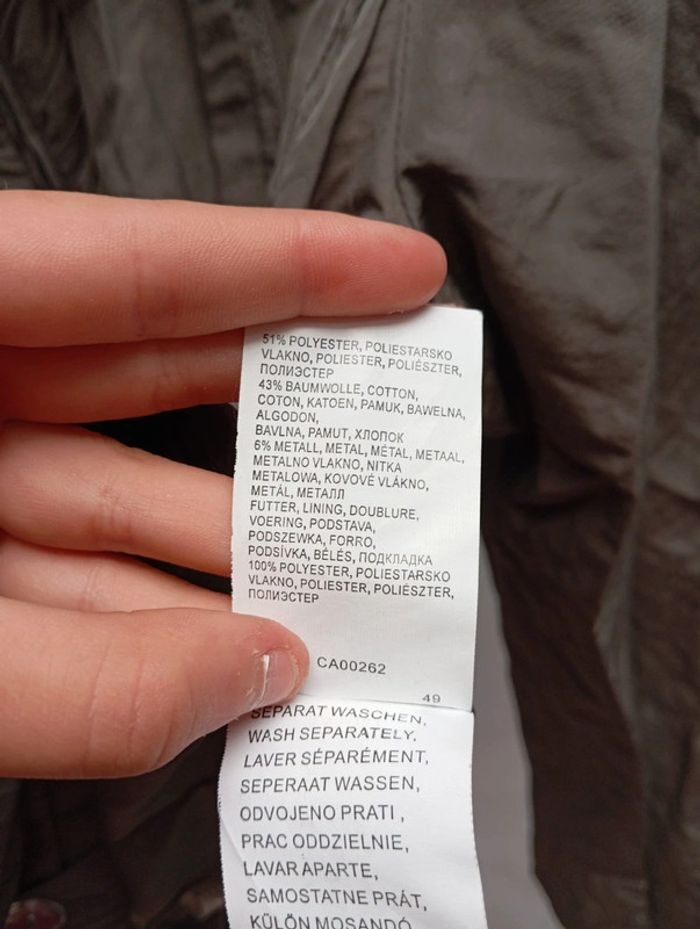 51% POLYESTER, POLIESTARSKO
VLAKNO, POLIESTER, POLIÉSZTER,
ПОЛИЭСТЕР
43% BAUMWOLLE, COTTON,
COTON, KATOEN, PAMUK, BAWELNA,
ALGODON,
BAVLNA, PAMUT, ХЛОПОК
6% METALL, METAL, MÉTAL, METAAL,
METALNO VLAKNO, NITKA
METALOWA, KOVOVÉ VLÁKNO,
METÁL, МЕТАЛЛ
FUTTER, LINING, DOUBLURE,
VOERING, PODSTAVA,
PODSZEWKA, FORRO,
PODSÍVKA, BÉLÉS, ПОДКЛАДКА
100% POLYESTER, POLIESTARSKO
VLAKNO, POLIESTER, POLIÉSZTER,
ПОЛИЭСТЕР
CA00262
49
SEPARAT WASCHEN,
WASH SEPARATELY,
LAVER SÉPARÉMENT,
SEPERAAT WASSEN,
ODVOJENO PRATI ,
PRAC ODDZIELNIE,
LAVAR APARTE,
SAMOSTATNE PRÁT,
KÜLÖN MOSANDÓ